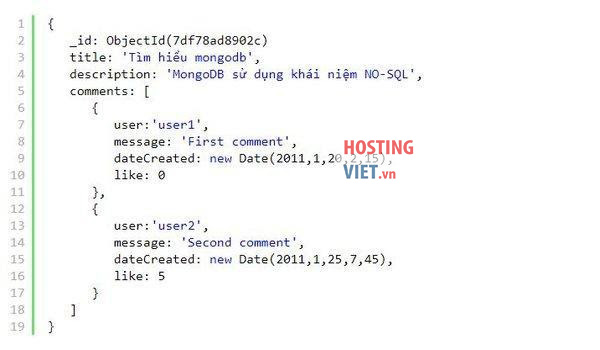 1 {
2 _id: ObjectId(7df78ad8902c)
3 title: 'Tìm hiểu mongodb',
4 description: 'MongoDB sử dụng khái niệm NO-SQL',
5 comments: [
6 {
7 user:'user1',
8 message: 'First comment',
9 dateCreated: new Date(2011,1,20,2,15),
10 like: 0
11 },
12 {
13 user:'user2',
14 message: 'Second comment',
15 dateCreated: new Date(2011,1,25,7,45),
16 like: 5
17 }
18 ]
19 }
HOSTING
VIET.vn